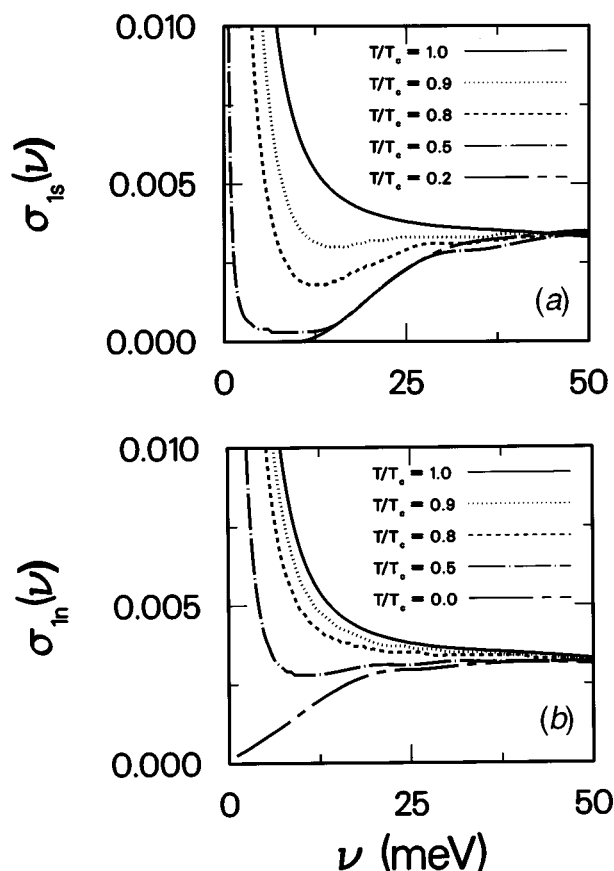 0.010
T/Tc = 1.0
T/Tc = 0.9
T/Tc = 0.8
T/Tc = 0.5
T/Tc = 0.2
σ1s(ν)
0.005
(a)
0.000
0 25 50
0.010
T/Tc = 1.0
T/Tc = 0.9
T/Tc = 0.8
T/Tc = 0.5
T/Tc = 0.0
σ1n(ν)
0.005
(b)
0.000
0 25 50
ν (meV)